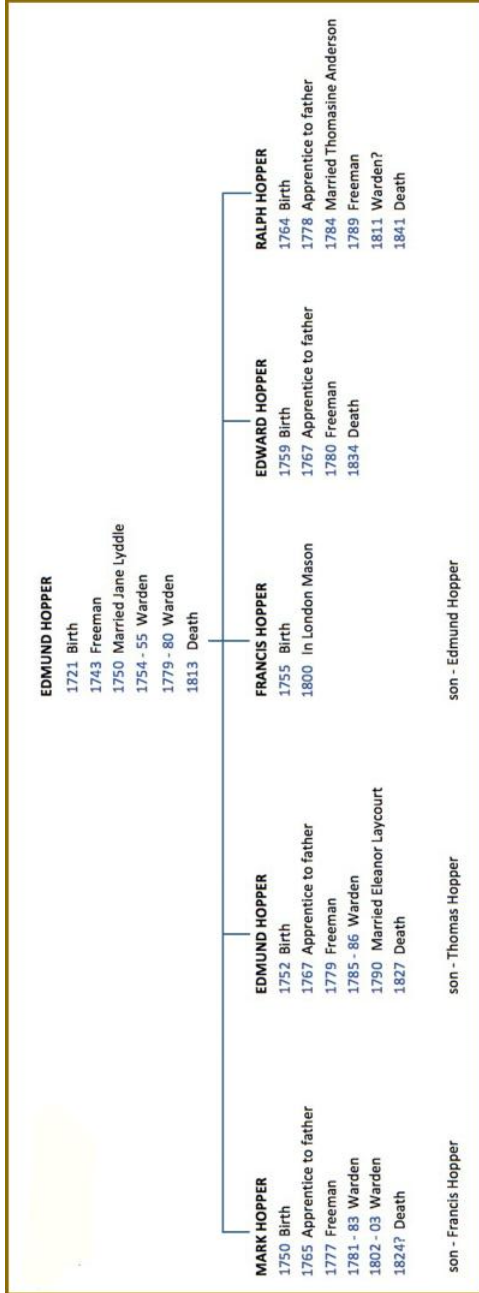 EDMUND HOPPER
1721 Birth
1743 Freeman
1750 Married Jane Lyddle
1754 - 55 Warden
1779 - 80 Warden
1813 Death
MARK HOPPER
1750 Birth
1765 Apprentice to father
1777 Freeman
1781 - 83 Warden
1802 - 03 Warden
1824? Death
son - Francis Hopper
EDMUND HOPPER
1752 Birth
1767 Apprentice to father
1779 Freeman
1785 - 86 Warden
1790 Married Eleanor Laycourt
1827 Death
son - Thomas Hopper
FRANCIS HOPPER
1755 Birth
1800 In London Mason
son - Edmund Hopper
EDWARD HOPPER
1759 Birth
1767 Apprentice to father
1780 Freeman
1834 Death
RALPH HOPPER
1764 Birth
1778 Apprentice to father
1784 Married Thomasine Anderson
1789 Freeman
1811 Warden?
1841 Death